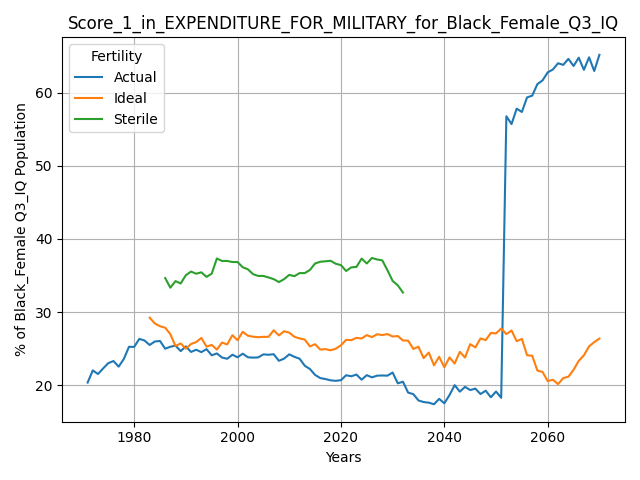 Score_1_in_EXPENDITURE_FOR_MILITARY_for_Black_Female_Q3_IQ
Fertility
Actual
Ideal
Sterile
% of Black_Female Q3_IQ Population
60
50
40
30
20
1980
2000
2020
2040
2060
Years